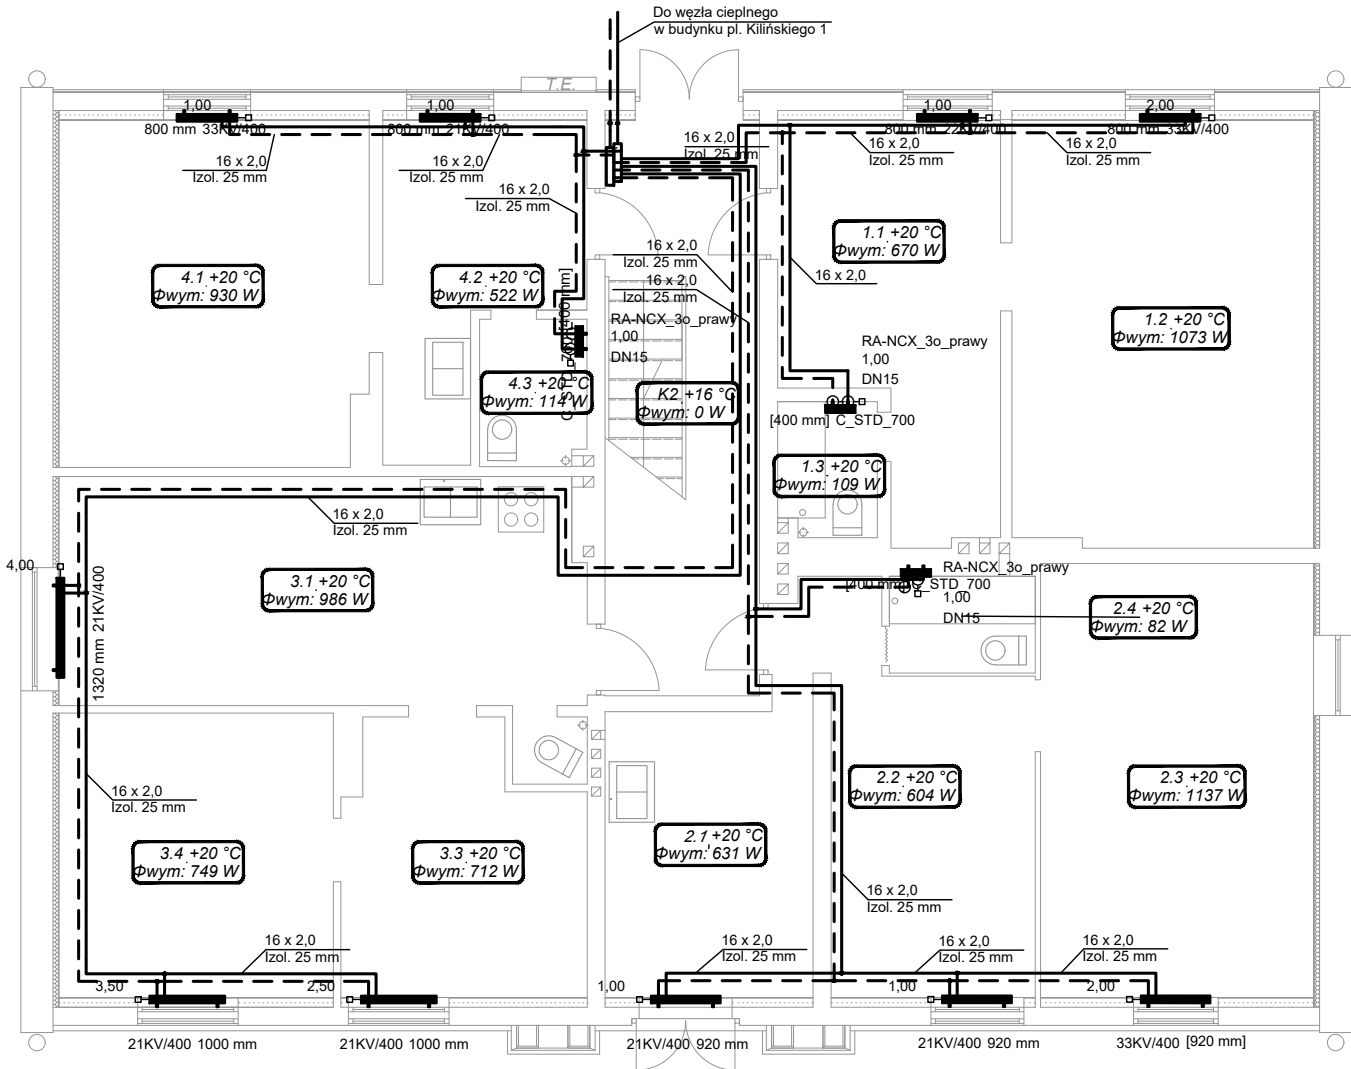 Do węzła cieplnego
w budynku pl. Kilińskiego 1
T.E.
1,00
800 mm 33KV/400
1,00
800 mm 21KV/400
1,00
800 mm 22KV/400
2,00
800 mm 33KV/400
16 x 2,0
Izol. 25 mm
16 x 2,0
Izol. 25 mm
16 x 2,0
Izol. 25 mm
16 x 2,0
Izol. 25 mm
16 x 2,0
Izol. 25 mm
16 x 2,0
Izol. 25 mm
16 x 2,0
Izol. 25 mm
16 x 2,0
Izol. 25 mm
16 x 2,0
4.1 +20 °C
Φwym: 930 W
4.2 +20 °C
Φwym: 522 W
1.1 +20 °C
Φwym: 670 W
1.2 +20 °C
Φwym: 1073 W
C_STD_700 [400 mm]
RA-NCX_3o_prawy
1,00
DN15
RA-NCX_3o_prawy
1,00
DN15
4.3 +20 °C
Φwym: 114 W
K2 +16 °C
Φwym: 0 W
[400 mm] C_STD_700
1.3 +20 °C
Φwym: 109 W
16 x 2,0
Izol. 25 mm
4,00
1320 mm 21KV/400
3.1 +20 °C
Φwym: 986 W
RA-NCX_3o_prawy
[400 mm] C_STD_700
1,00
DN15
2.4 +20 °C
Φwym: 82 W
16 x 2,0
Izol. 25 mm
2.2 +20 °C
Φwym: 604 W
2.3 +20 °C
Φwym: 1137 W
3.4 +20 °C
Φwym: 749 W
3.3 +20 °C
Φwym: 712 W
2.1 +20 °C
Φwym: 631 W
16 x 2,0
Izol. 25 mm
16 x 2,0
Izol. 25 mm
16 x 2,0
Izol. 25 mm
16 x 2,0
Izol. 25 mm
16 x 2,0
Izol. 25 mm
3,50
2,50
1,00
1,00
2,00
21KV/400 1000 mm
21KV/400 1000 mm
21KV/400 920 mm
21KV/400 920 mm
33KV/400 [920 mm]